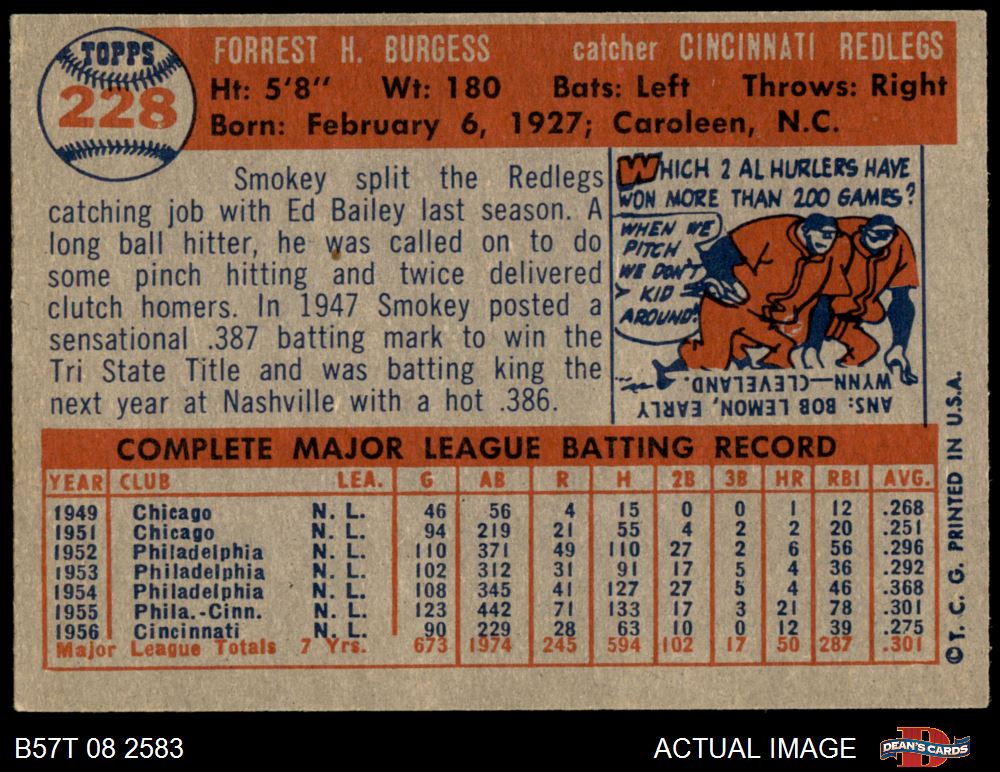 TOPPS
228
FORREST H. BURGESS catcher CINCINNATI REDLEGS
Ht: 5'8" Wt: 180 Bats: Left Throws: Right
Born: February 6, 1927; Caroleen, N.C.
Smokey split the Redlegs
catching job with Ed Bailey last season. A
long ball hitter, he was called on to do
some pinch hitting and twice delivered
clutch homers. In 1947 Smokey posted a
sensational .387 batting mark to win the
Tri State Title and was batting king the
next year at Nashville with a hot .386.
WHICH 2 AL HURLERS HAVE
WON MORE THAN 200 GAMES?
WHEN WE
PITCH
WE DON'T
KID
AROUND!
ANS: BOB LEMON, EARLY
WYNN—CLEVELAND.
COMPLETE MAJOR LEAGUE BATTING RECORD
YEAR CLUB LEA. G AB R H 2B 3B HR RBI AVG.
1949 Chicago N. L. 46 56 4 15 0 0 1 12 .268
1951 Chicago N. L. 94 219 21 55 4 2 2 20 .251
1952 Philadelphia N. L. 110 371 49 110 27 2 6 56 .296
1953 Philadelphia N. L. 102 312 31 91 17 5 4 36 .292
1954 Philadelphia N. L. 108 345 41 127 27 5 4 46 .368
1955 Phila.-Cinn. N. L. 123 442 71 133 17 3 21 78 .301
1956 Cincinnati N. L. 90 229 28 63 10 0 12 39 .275
Major League Totals 7 Yrs. 673 1974 245 594 102 17 50 287 .301
© T. C. G. PRINTED IN U.S.A.
B57T 08 2583 ACTUAL IMAGE D DEAN'S CARDS